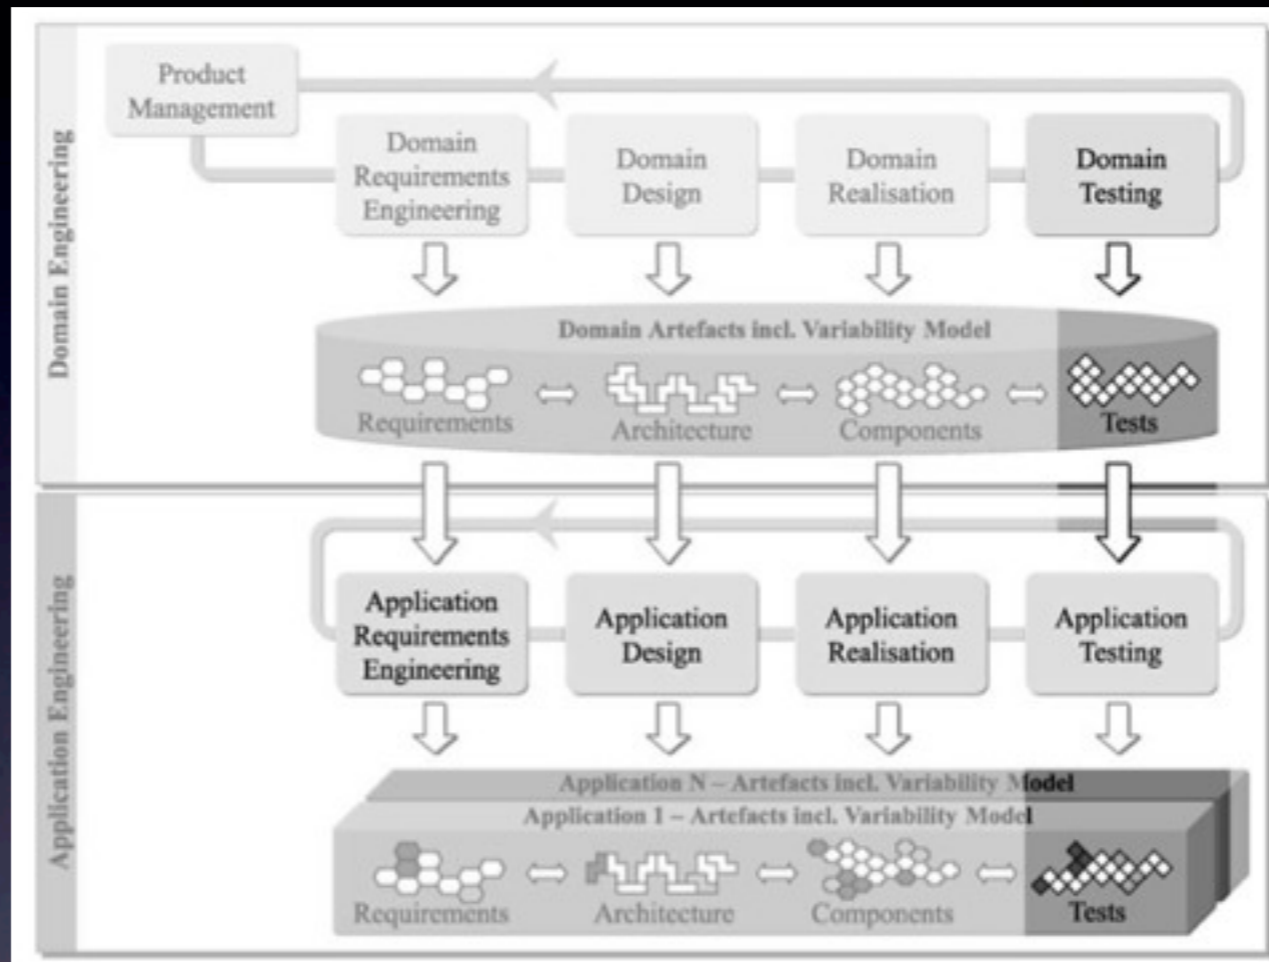 Domain Engineering
Product
Management
Domain
Requirements
Engineering
Domain
Design
Domain
Realisation
Domain
Testing
Domain Artefacts incl. Variability Model
Requirements
Architecture
Components
Tests
Application Engineering
Application
Requirements
Engineering
Application
Design
Application
Realisation
Application
Testing
Application N – Artefacts incl. Variability Model
Application 1 – Artefacts incl. Variability Model
Requirements
Architecture
Components
Tests